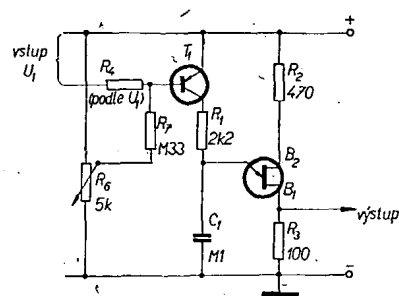 +
vstup
U₁
R₄
(podle U₁)
T₁
R₂
470
R₇
M33
R₁
2k2
B₂
B₁
R₆
5k
výstup
C₁
M1
R₃
100
−